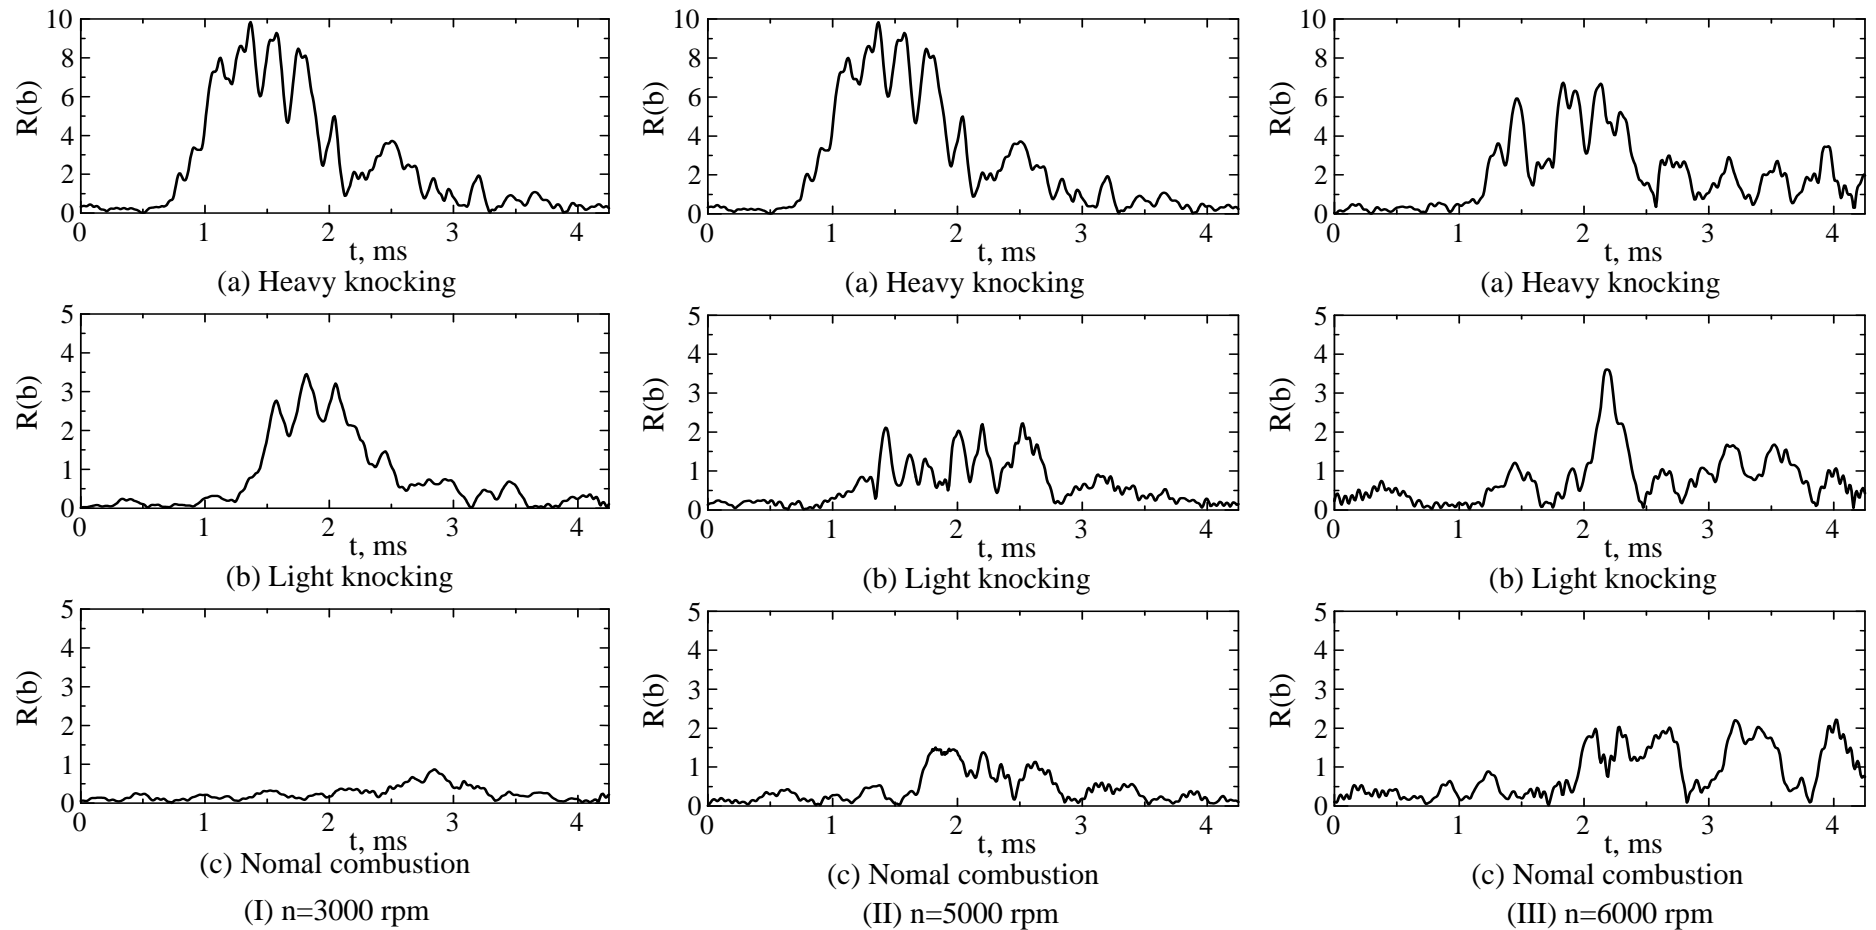 10
8
6
4
2
0
R(b)
0 1 2 3 4
t, ms
(a) Heavy knocking
10
8
6
4
2
0
R(b)
0 1 2 3 4
t, ms
(a) Heavy knocking
10
8
6
4
2
0
R(b)
0 1 2 3 4
t, ms
(a) Heavy knocking
5
4
3
2
1
0
R(b)
0 1 2 3 4
t, ms
(b) Light knocking
5
4
3
2
1
0
R(b)
0 1 2 3 4
t, ms
(b) Light knocking
5
4
3
2
1
0
R(b)
0 1 2 3 4
t, ms
(b) Light knocking
5
4
3
2
1
0
R(b)
0 1 2 3 4
t, ms
(c) Nomal combustion
(I) n=3000 rpm
5
4
3
2
1
0
R(b)
0 1 2 3 4
t, ms
(c) Nomal combustion
(II) n=5000 rpm
5
4
3
2
1
0
R(b)
0 1 2 3 4
t, ms
(c) Nomal combustion
(III) n=6000 rpm